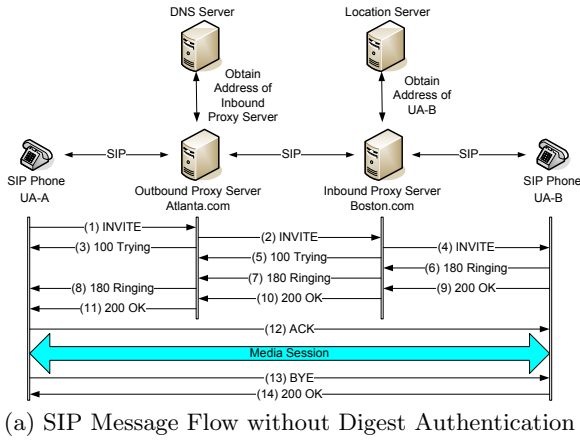 DNS Server
Location Server
Obtain
Address of
Inbound
Proxy Server
Obtain
Address of
UA-B
SIP
SIP
SIP
SIP Phone
UA-A
Outbound Proxy Server
Atlanta.com
Inbound Proxy Server
Boston.com
SIP Phone
UA-B
(1) INVITE
(2) INVITE
(3) 100 Trying
(4) INVITE
(5) 100 Trying
(6) 180 Ringing
(7) 180 Ringing
(8) 180 Ringing
(9) 200 OK
(10) 200 OK
(11) 200 OK
(12) ACK
Media Session
(13) BYE
(14) 200 OK
(a) SIP Message Flow without Digest Authentication